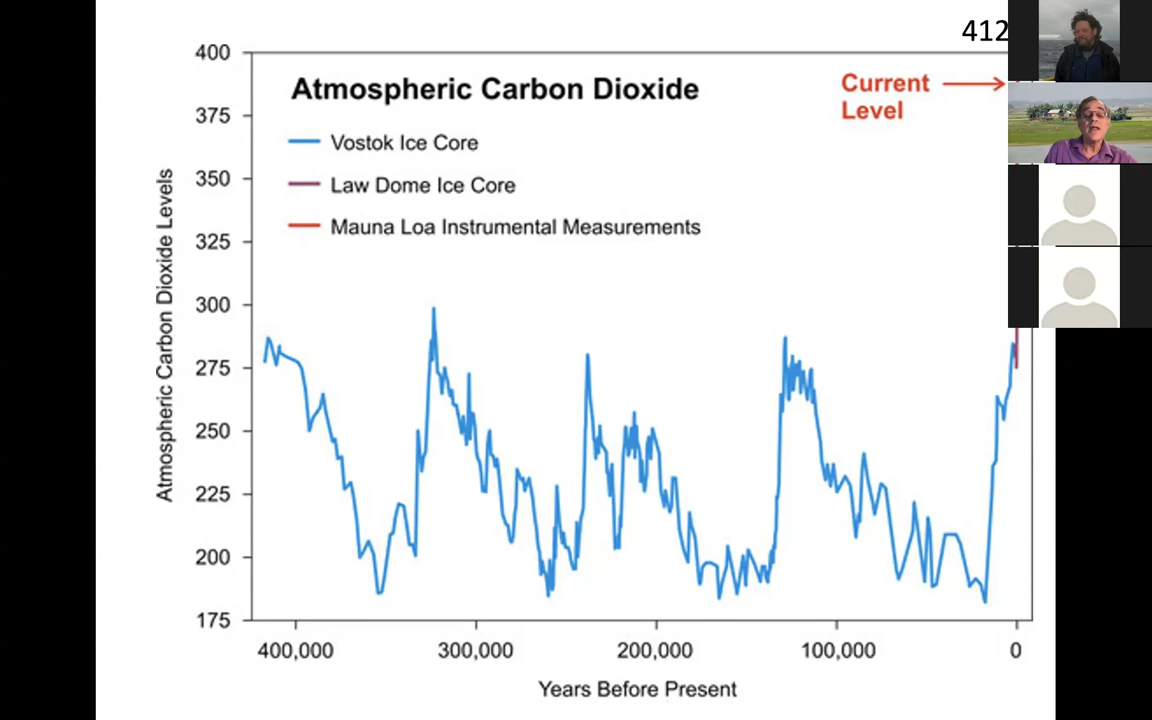 412
400
Atmospheric Carbon Dioxide
Current
Level
375
Vostok Ice Core
350
Law Dome Ice Core
325
Mauna Loa Instrumental Measurements
300
275
250
225
200
175
Atmospheric Carbon Dioxide Levels
400,000
300,000
200,000
100,000
0
Years Before Present